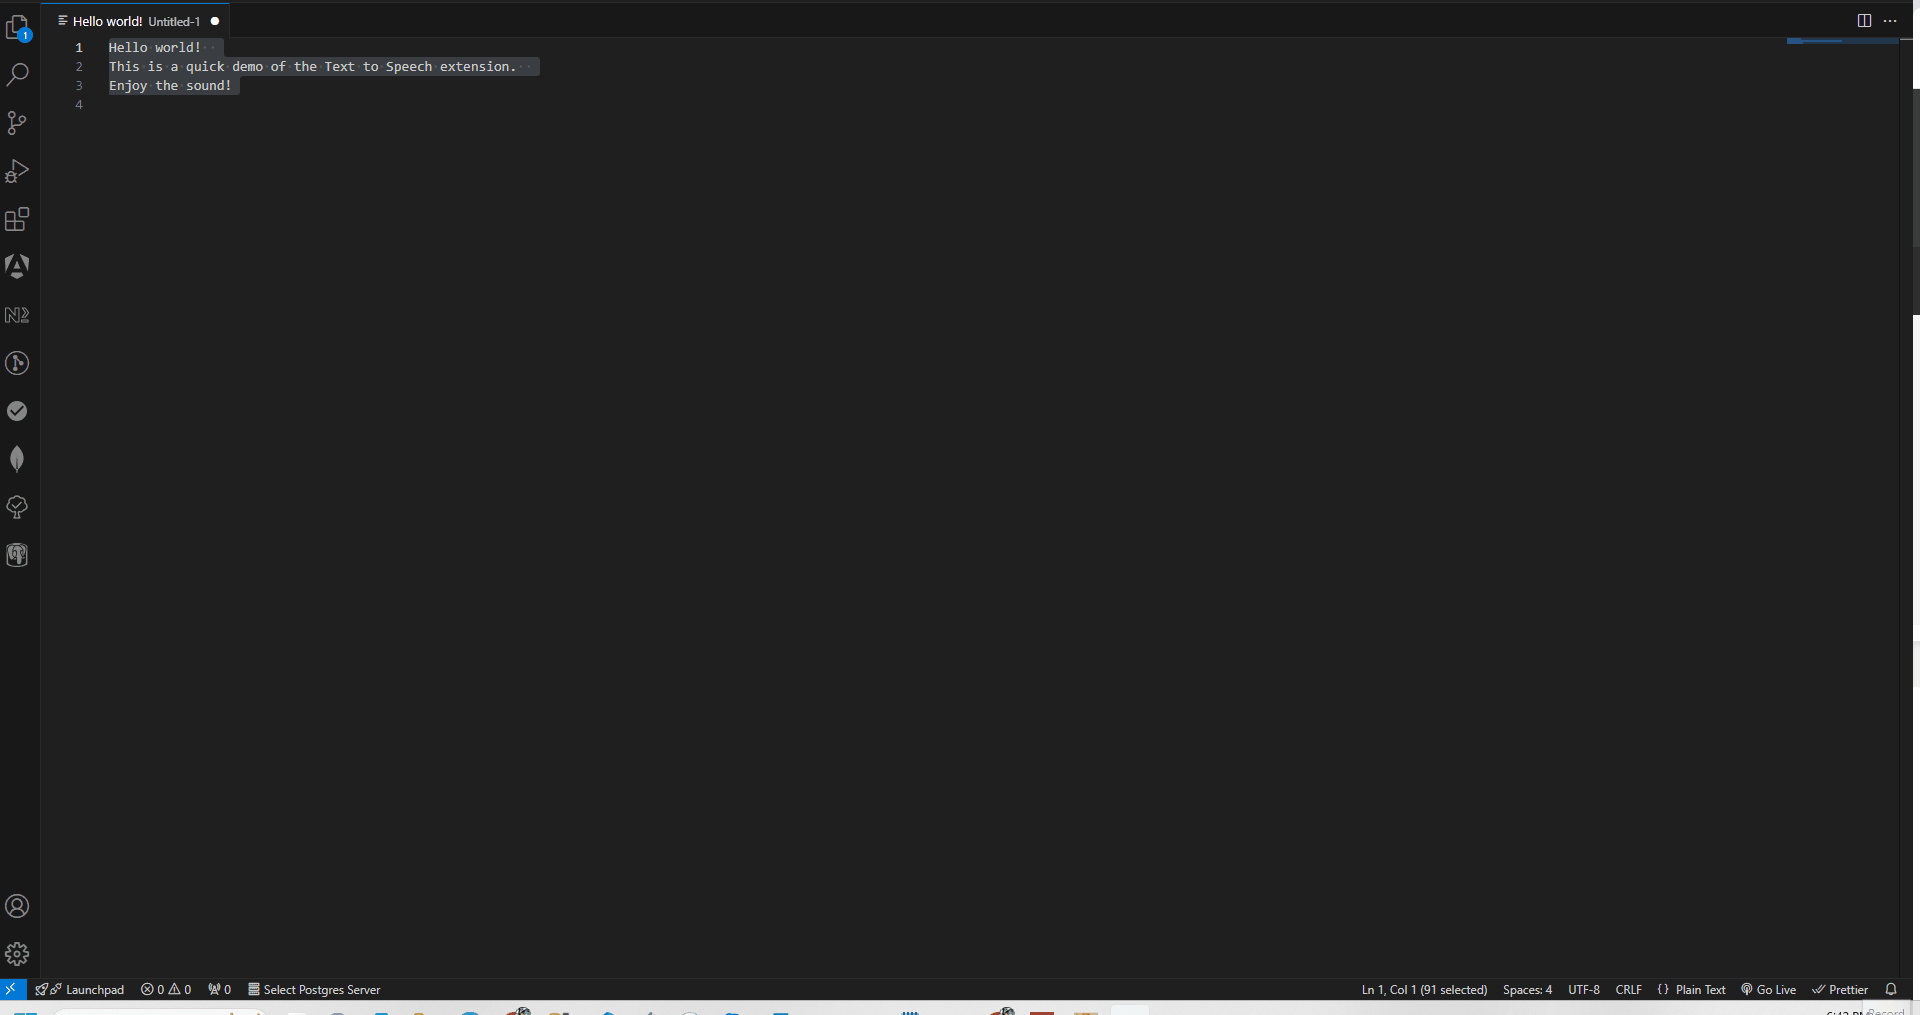 Hello world! Untitled-1
1
1 Hello world!
2 This is a quick demo of the Text to Speech extension.
3 Enjoy the sound!
4
Launchpad 0 0 0 Select Postgres Server Ln 1, Col 1 (91 selected) Spaces: 4 UTF-8 CRLF {} Plain Text Go Live Prettier